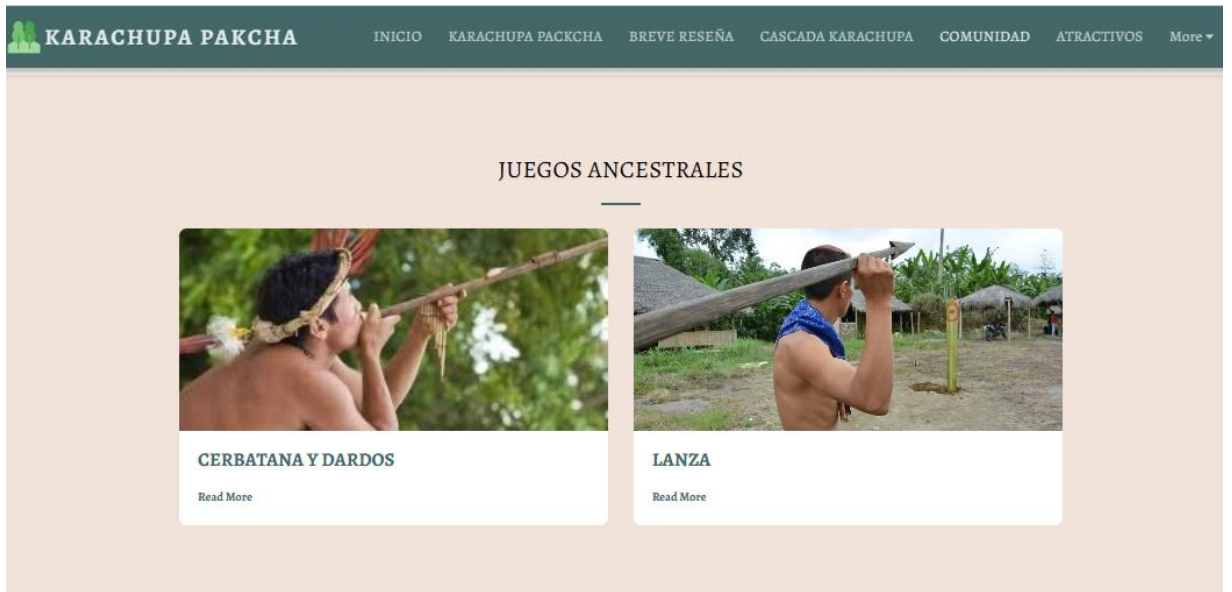 KARACHUPA PAKCHA INICIO KARACHUPA PACKCHA BREVE RESEÑA CASCADA KARACHUPA COMUNIDAD ATRACTIVOS More
JUEGOS ANCESTRALES
CERBATANA Y DARDOS
Read More
LANZA
Read More